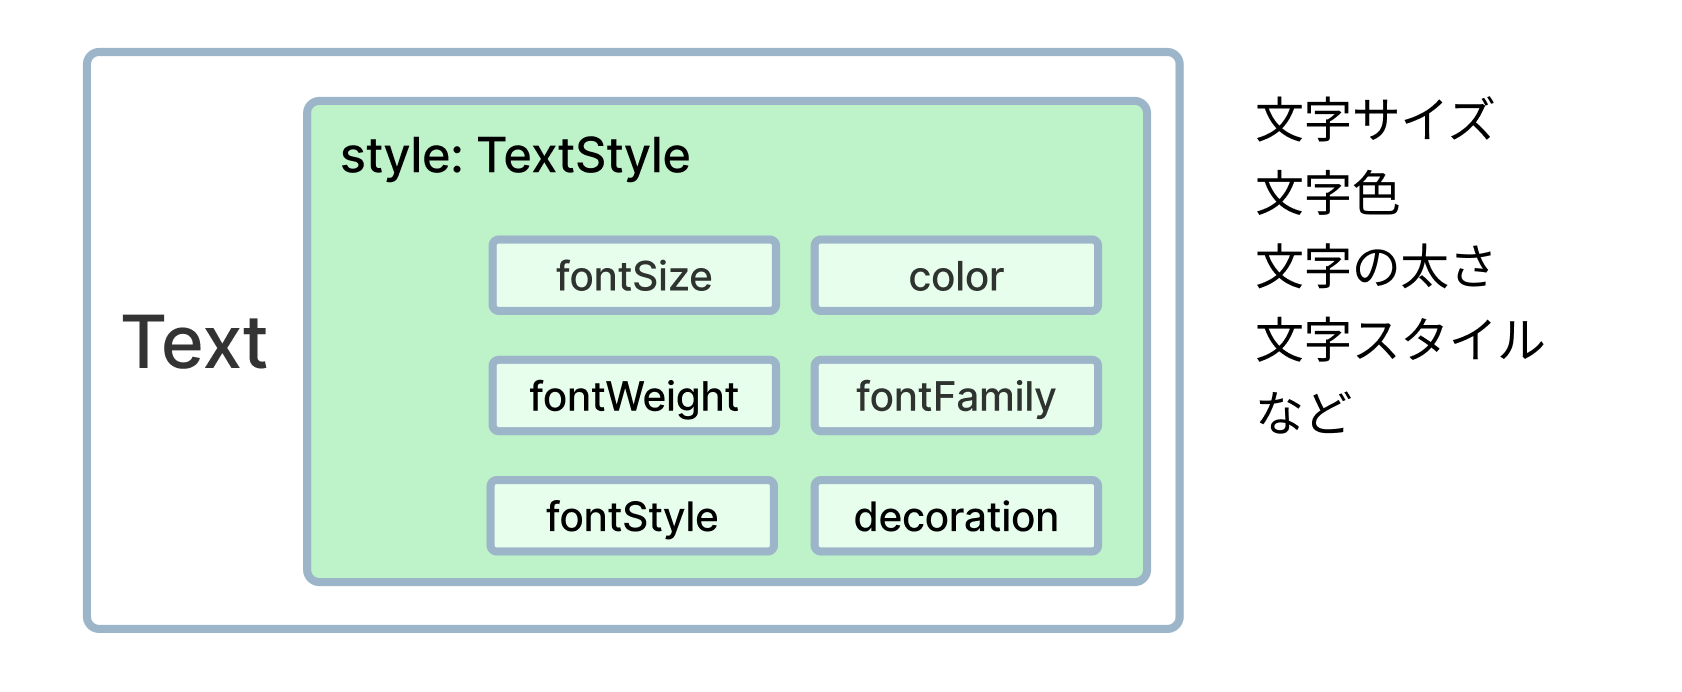 Text
style: TextStyle
fontSize
color
fontWeight
fontFamily
fontStyle
decoration
文字サイズ
文字色
文字の太さ
文字スタイル
など